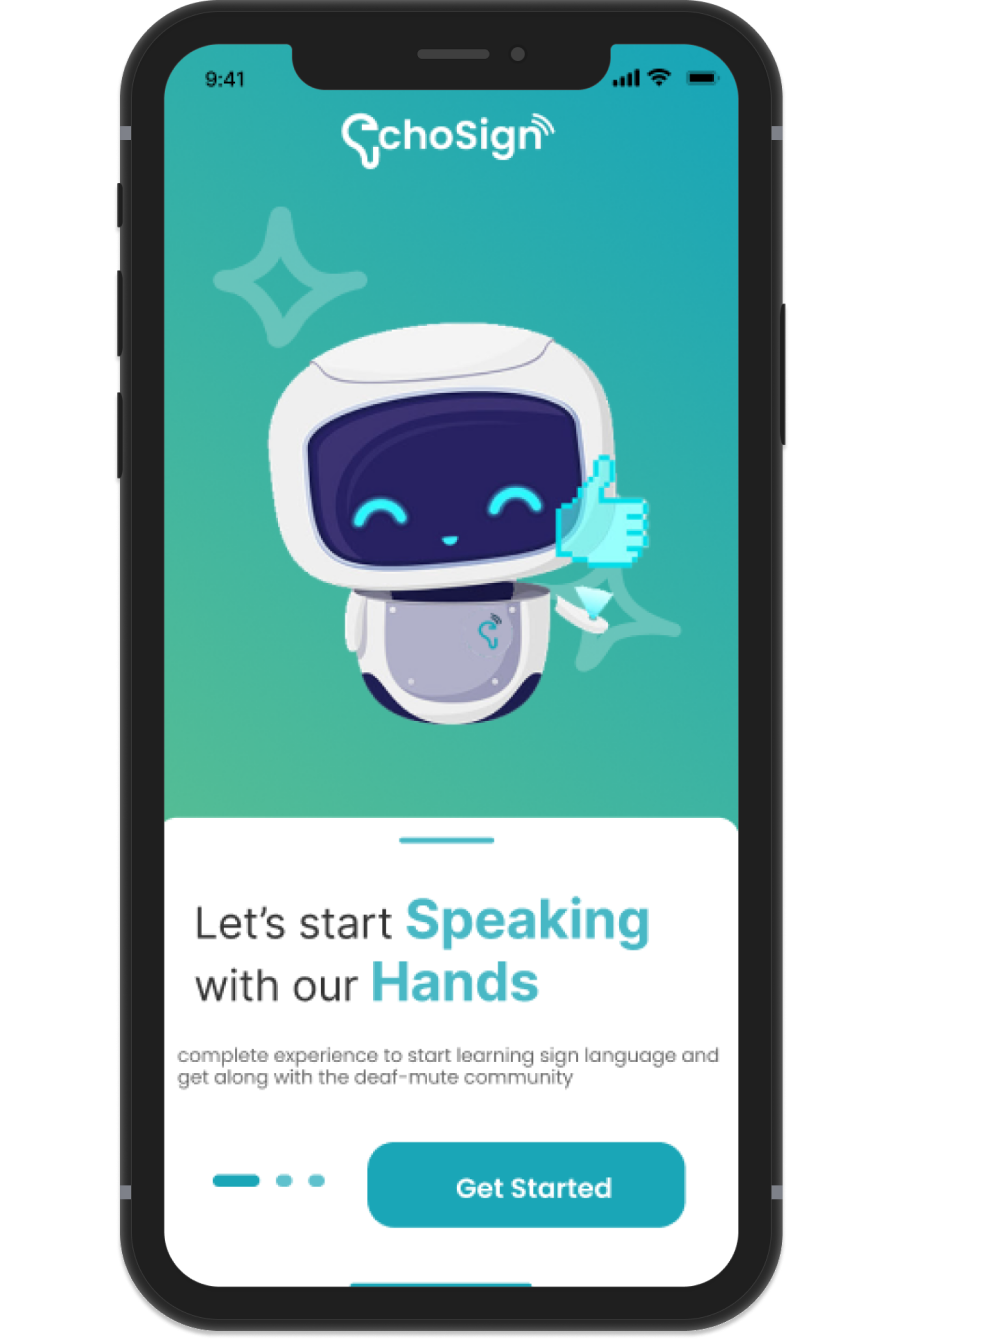 9:41
echoSign
Let's start Speaking
with our Hands
complete experience to start learning sign language and
get along with the deaf-mute community
Get Started